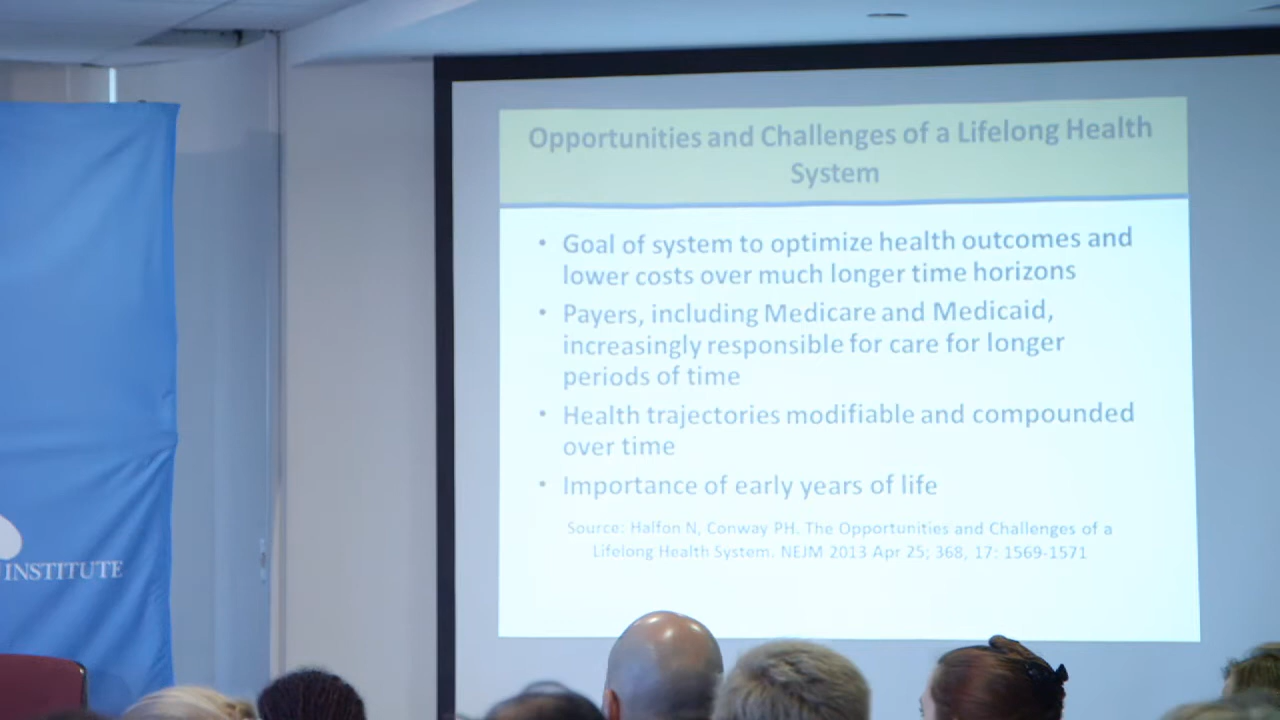 Opportunities and Challenges of a Lifelong Health
System
• Goal of system to optimize health outcomes and
lower costs over much longer time horizons
• Payers, including Medicare and Medicaid,
increasingly responsible for care for longer
periods of time
• Health trajectories modifiable and compounded
over time
• Importance of early years of life
Source: Halfon N, Conway PH. The Opportunities and Challenges of a
Lifelong Health System. NEJM 2013 Apr 25; 368, 17: 1569-1571
INSTITUTE